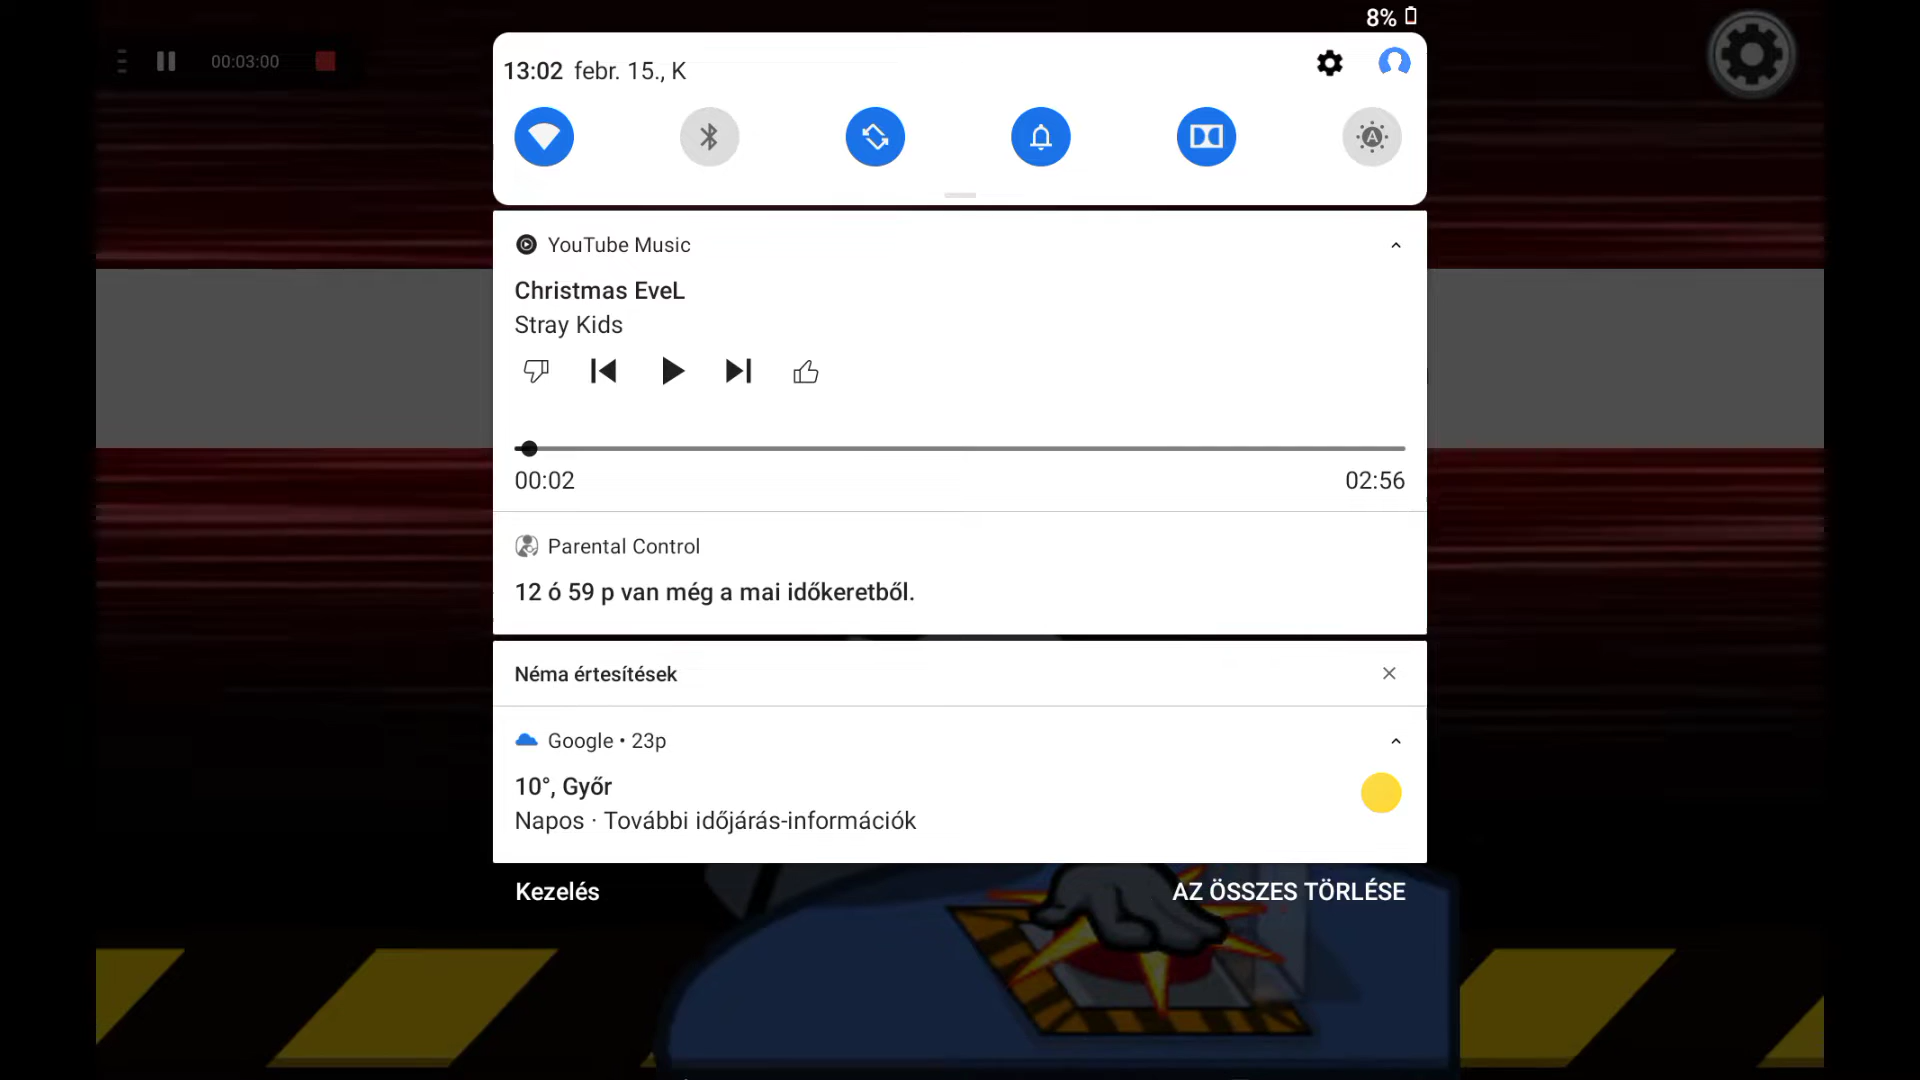 8%
00:03:00
13:02 febr. 15., K
YouTube Music
Christmas EveL
Stray Kids
00:02 02:56
Parental Control
12 ó 59 p van még a mai időkeretből.
Néma értesítések
Google • 23p
10°, Győr
Napos · További időjárás-információk
Kezelés AZ ÖSSZES TÖRLÉSE